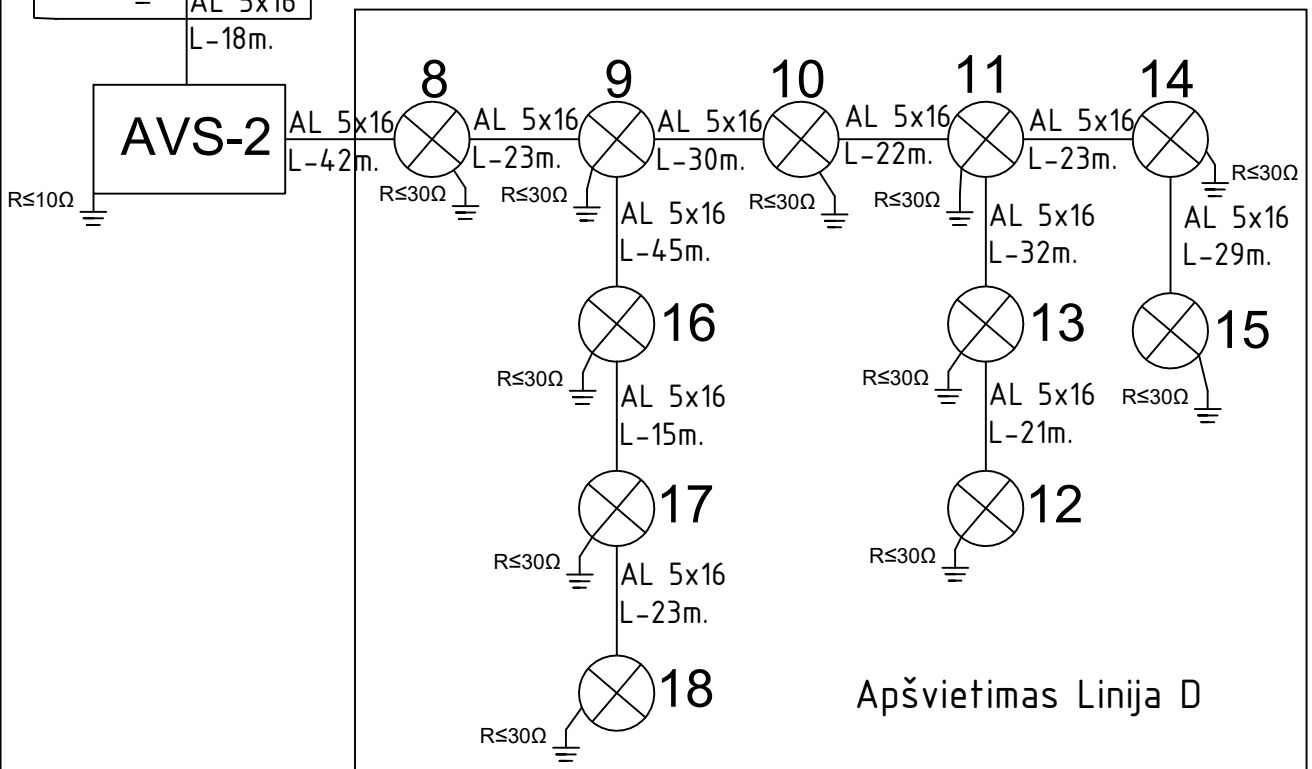 AL 5x16
L-18m.
AVS-2
R≤10Ω
AL 5x16
L-42m.
8
R≤30Ω
AL 5x16
L-23m.
9
R≤30Ω
AL 5x16
L-30m.
10
R≤30Ω
AL 5x16
L-22m.
11
R≤30Ω
AL 5x16
L-23m.
14
R≤30Ω
AL 5x16
L-45m.
AL 5x16
L-32m.
AL 5x16
L-29m.
16
R≤30Ω
13
R≤30Ω
15
R≤30Ω
AL 5x16
L-15m.
AL 5x16
L-21m.
17
R≤30Ω
12
R≤30Ω
AL 5x16
L-23m.
18
R≤30Ω
Apšvietimas Linija D